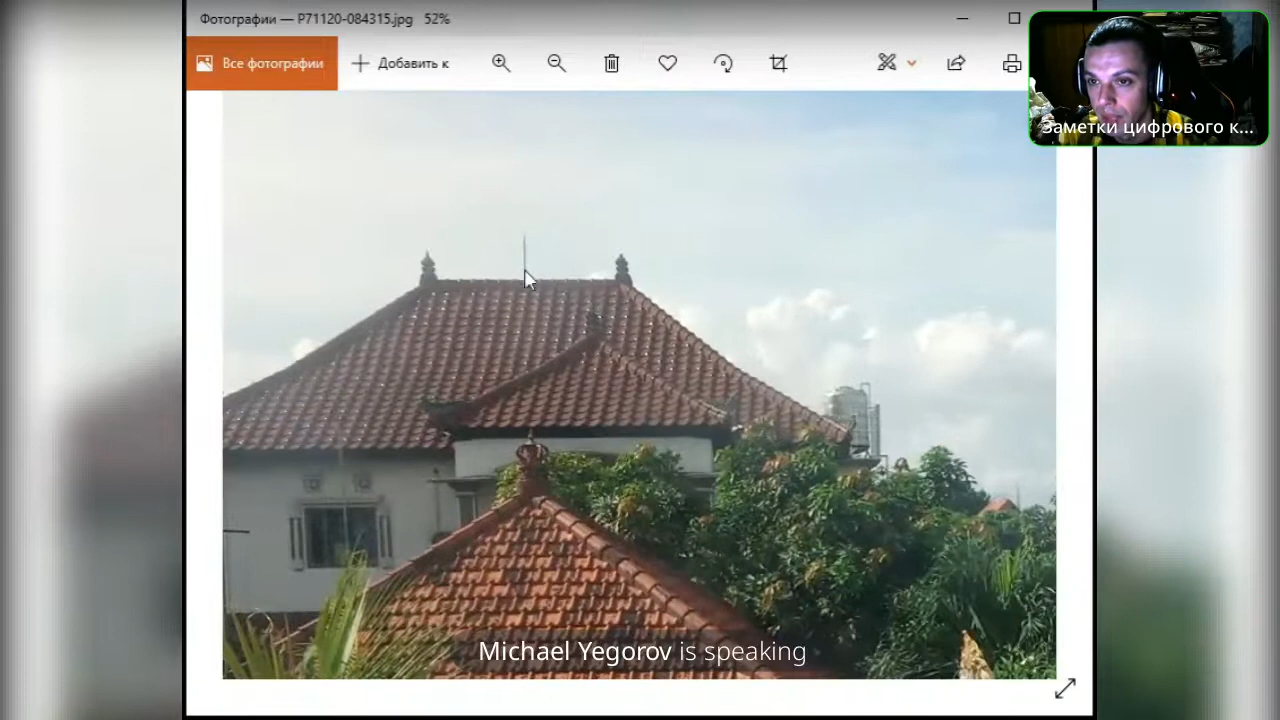 Фотографии — P71120-084315.jpg 52%
Все фотографии
Добавить к
Заметки цифрового к...
Michael Yegorov is speaking